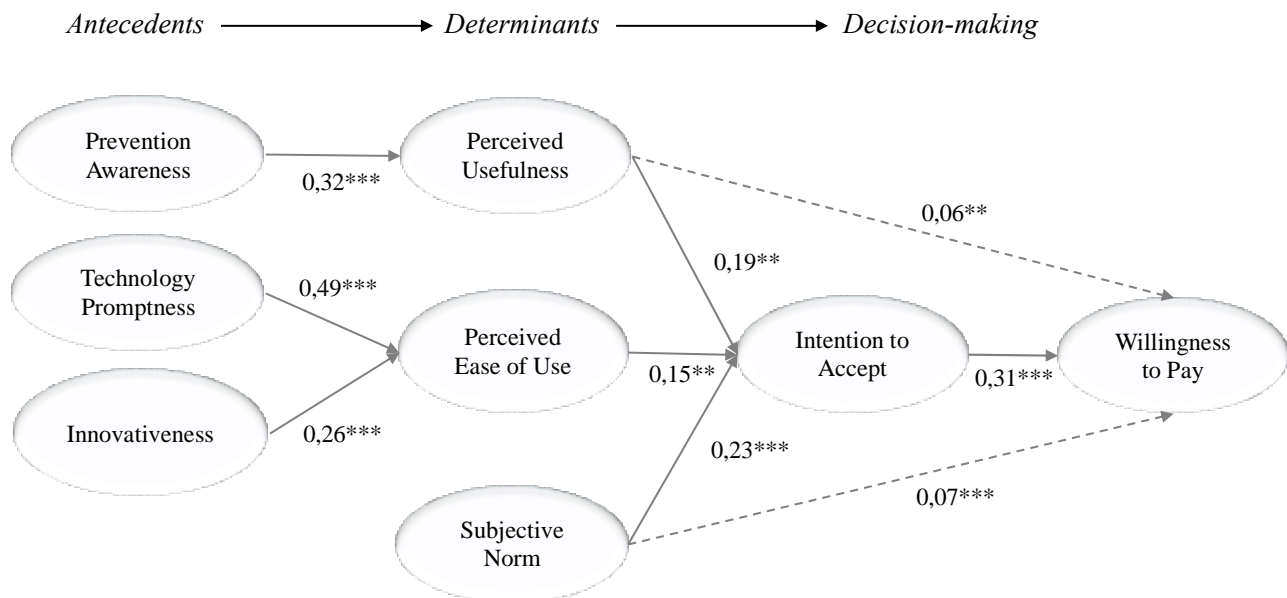 Antecedents
Determinants
Decision-making
Prevention
Awareness
0,32***
Perceived
Usefulness
0,06**
Technology
Promptness
0,49***
0,19**
Perceived
Ease of Use
0,15**
Intention to
Accept
0,31***
Willingness
to Pay
Innovativeness
0,26***
0,23***
0,07***
Subjective
Norm